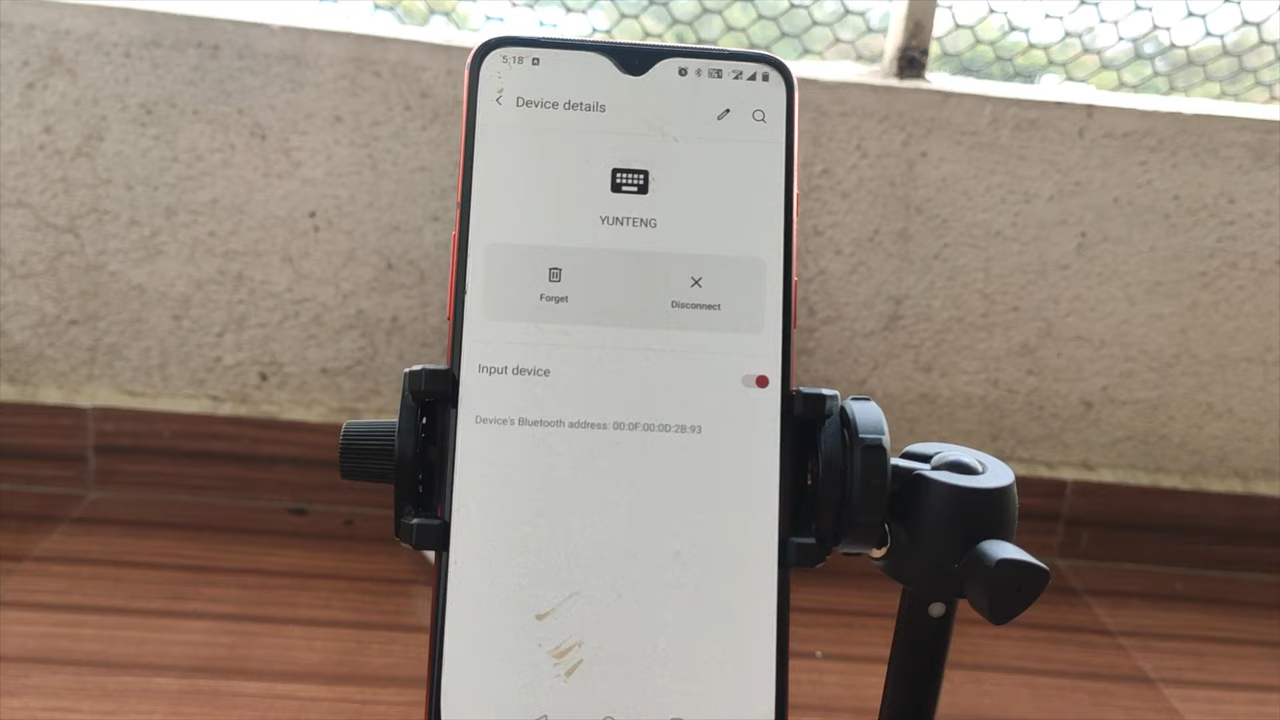 5:18
Device details
YUNTENG
Forget
Disconnect
Input device
Device's Bluetooth address: 00:0F:00:0D:2B:93